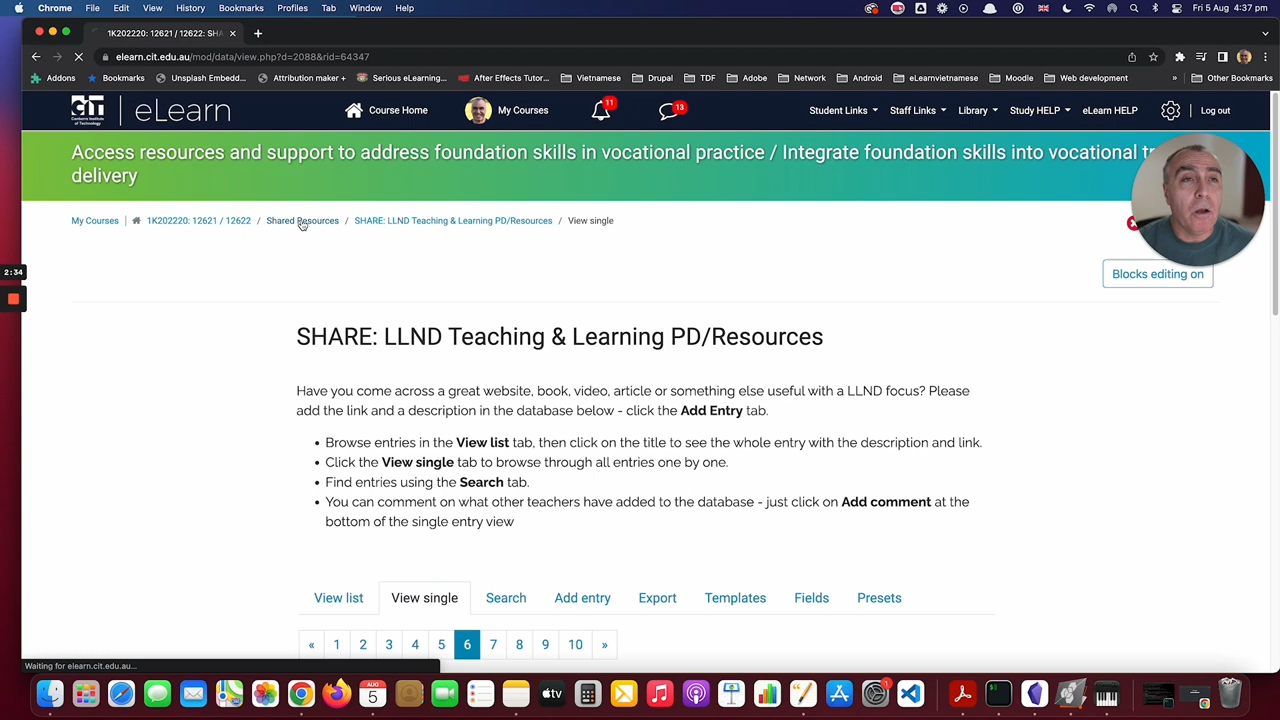 Chrome File Edit View History Bookmarks Profiles Tab Window Help Fri 5 Aug 4:37 pm
1K202220: 12621 / 12622: SHA
elearn.cit.edu.au/mod/data/view.php?d=2088&rid=64347
Addons Bookmarks Unsplash Embedd... Attribution maker + Serious eLearning... After Effects Tutor... Vietnamese Drupal TDF Adobe Network Android eLearnvietnamese Moodle Web development » Other Bookmarks
CIT Canberra Institute of Technology eLearn Course Home My Courses 11 13 Student Links Staff Links Library Study HELP eLearn HELP Log out
Access resources and support to address foundation skills in vocational practice / Integrate foundation skills into vocational tr
delivery
My Courses | 1K202220: 12621 / 12622 / Shared Resources / SHARE: LLND Teaching & Learning PD/Resources / View single
2:34
Blocks editing on
SHARE: LLND Teaching & Learning PD/Resources
Have you come across a great website, book, video, article or something else useful with a LLND focus? Please
add the link and a description in the database below - click the Add Entry tab.
• Browse entries in the View list tab, then click on the title to see the whole entry with the description and link.
• Click the View single tab to browse through all entries one by one.
• Find entries using the Search tab.
• You can comment on what other teachers have added to the database - just click on Add comment at the
bottom of the single entry view
View list View single Search Add entry Export Templates Fields Presets
« 1 2 3 4 5 6 7 8 9 10 »
Waiting for elearn.cit.edu.au...
AUG
5
tv
1